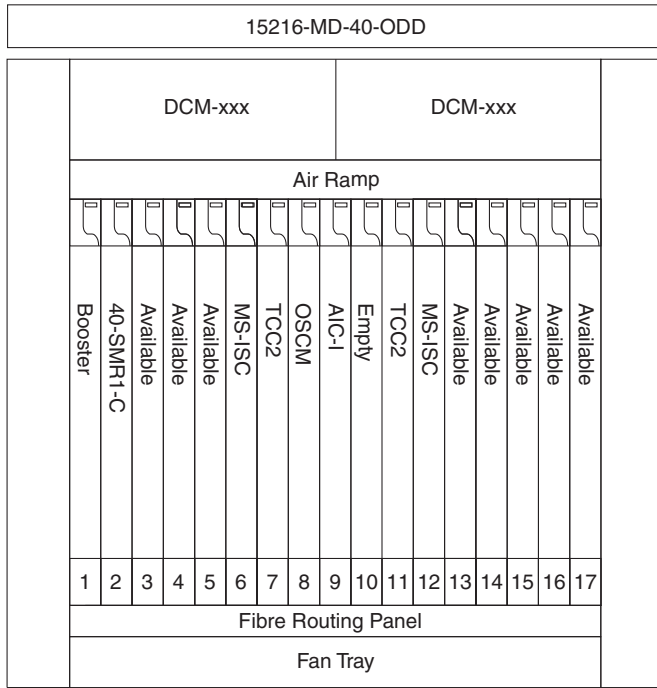 15216-MD-40-ODD
DCM-xxx
DCM-xxx
Air Ramp
Booster
40-SMR1-C
Available
Available
Available
MS-ISC
TCC2
OSCM
AIC-I
Empty
TCC2
MS-ISC
Available
Available
Available
Available
Available
1 2 3 4 5 6 7 8 9 10 11 12 13 14 15 16 17
Fibre Routing Panel
Fan Tray